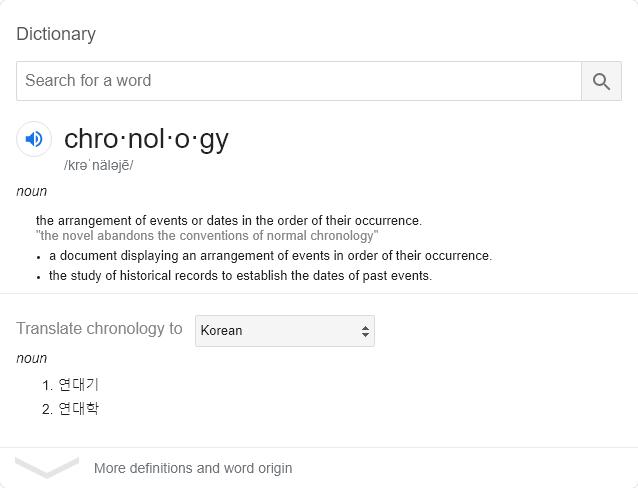 Dictionary
Search for a word
chro·nol·o·gy
/krəˈnäləjē/
noun
the arrangement of events or dates in the order of their occurrence.
"the novel abandons the conventions of normal chronology"
• a document displaying an arrangement of events in order of their occurrence.
• the study of historical records to establish the dates of past events.
Translate chronology to Korean
noun
1. 연대기
2. 연대학
More definitions and word origin